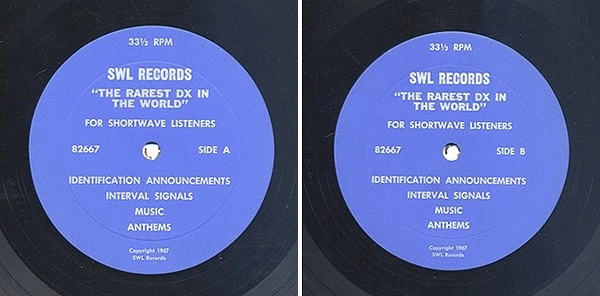 33⅓ RPM
SWL RECORDS
"THE RAREST DX IN
THE WORLD"
FOR SHORTWAVE LISTENERS
82667 SIDE A
IDENTIFICATION ANNOUNCEMENTS
INTERVAL SIGNALS
MUSIC
ANTHEMS
Copyright 1967
SWL Records
33⅓ RPM
SWL RECORDS
"THE RAREST DX IN
THE WORLD"
FOR SHORTWAVE LISTENERS
82667 SIDE B
IDENTIFICATION ANNOUNCEMENTS
INTERVAL SIGNALS
MUSIC
ANTHEMS
Copyright 1967
SWL Records